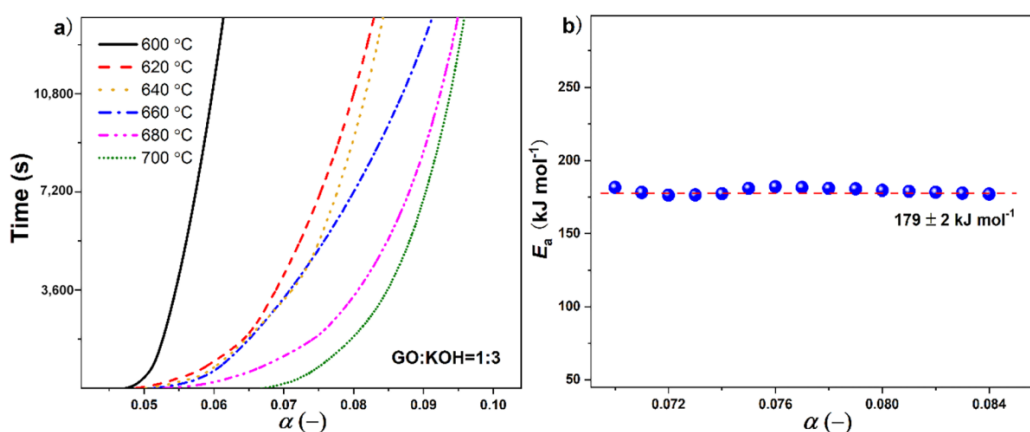 a)
600 °C
620 °C
640 °C
660 °C
680 °C
700 °C
10,800
7,200
3,600
Time (s)
GO:KOH=1:3
0.05 0.06 0.07 0.08 0.09 0.10
α (–)
b)
250
200
150
100
50
Eₐ (kJ mol⁻¹)
179 ± 2 kJ mol⁻¹
0.072 0.076 0.080 0.084
α (–)